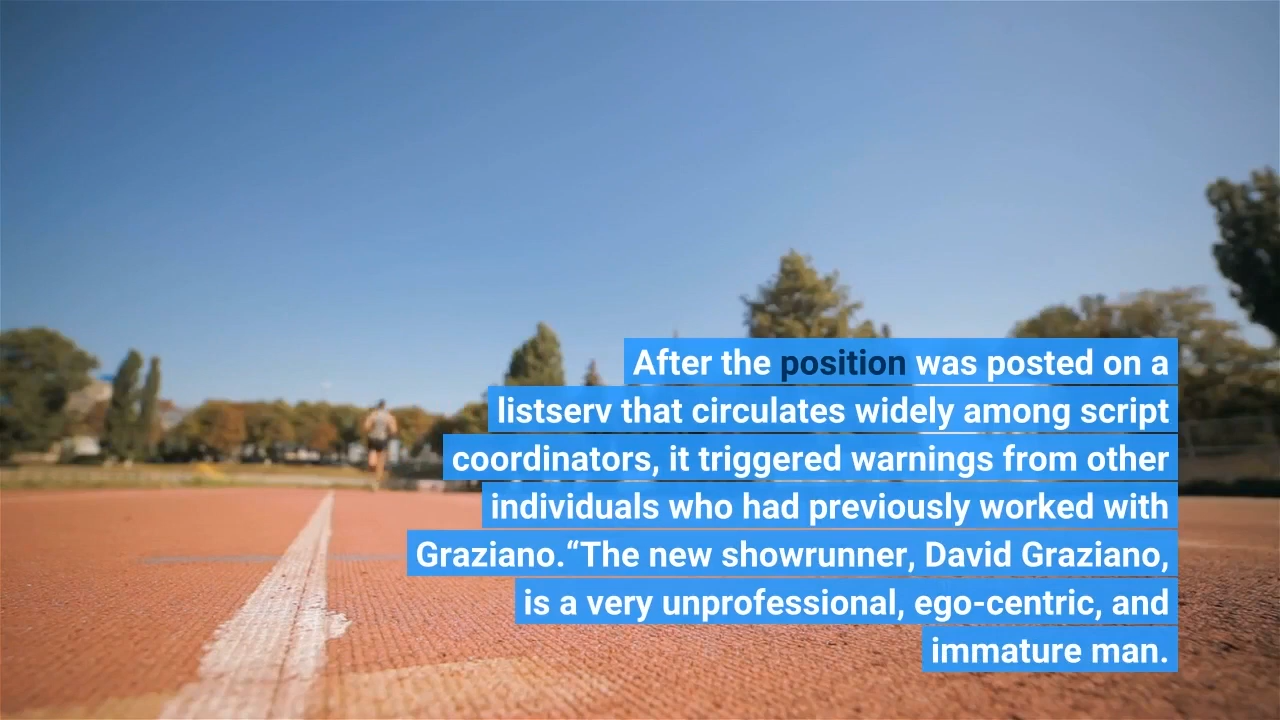 After the position was posted on a
listserv that circulates widely among script
coordinators, it triggered warnings from other
individuals who had previously worked with
Graziano.“The new showrunner, David Graziano,
is a very unprofessional, ego-centric, and
immature man.